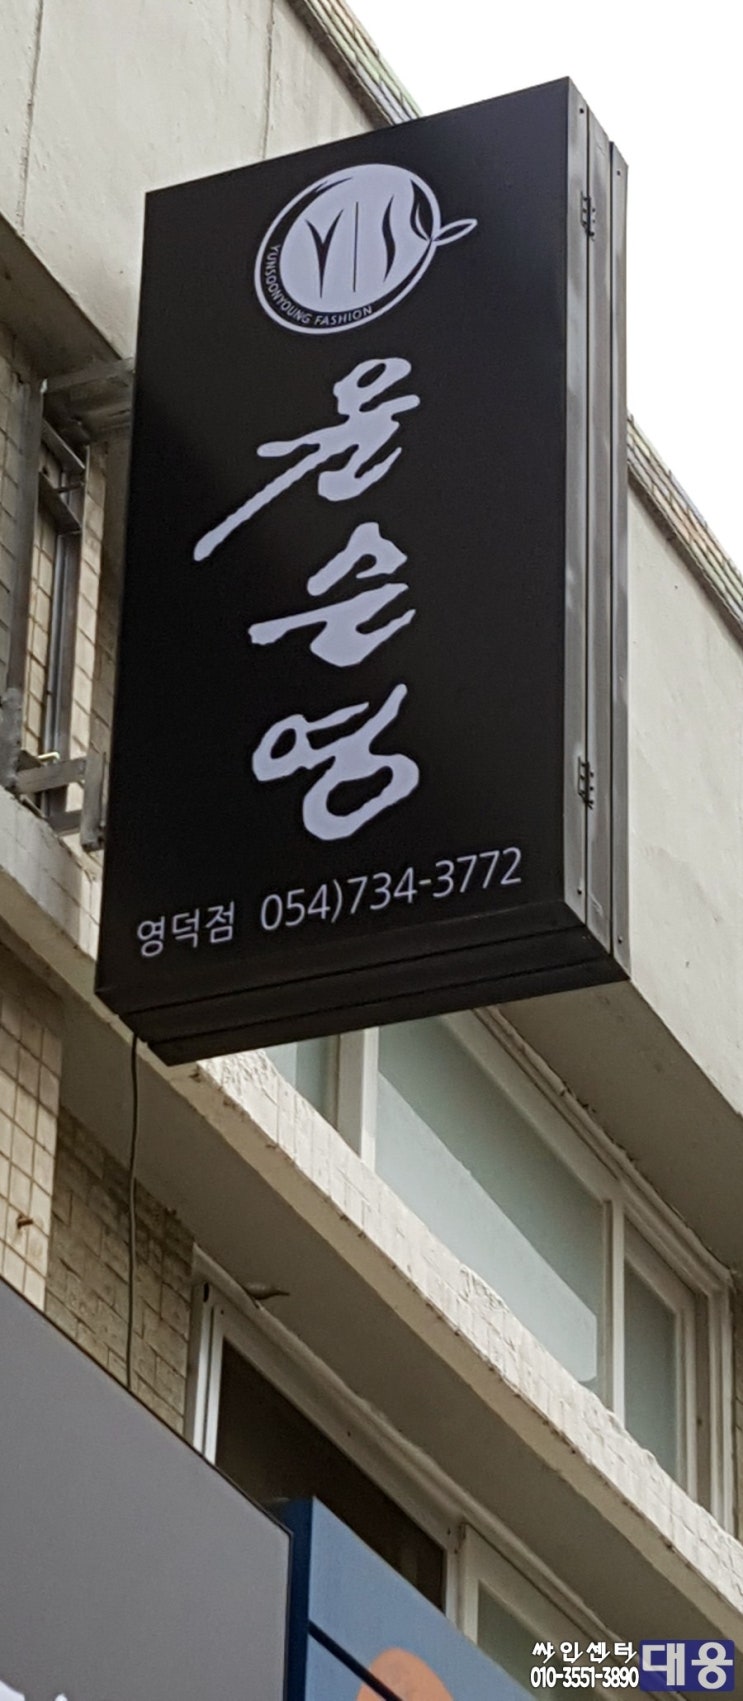 YISY
YUNSOONYOUNG FASHION
윤
순
영
영덕점 054)734-3772
싸인센터
010-3551-3890
대웅